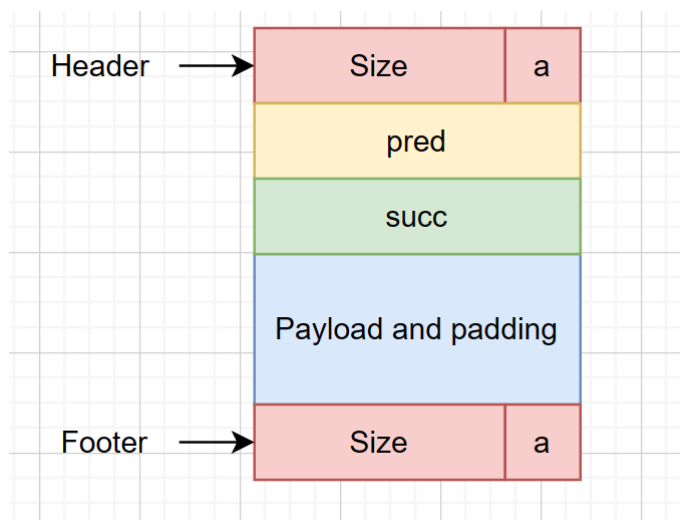 Header Size a
pred
succ
Payload and padding
Footer Size a